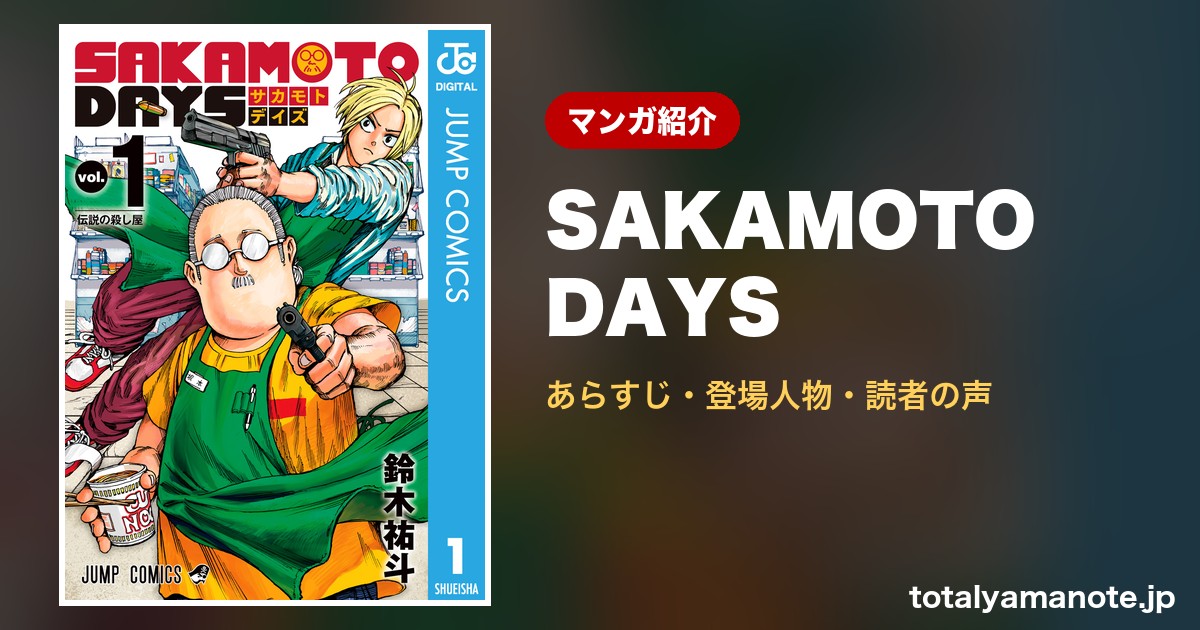 SAKAMOTO
DAYS
サカモト
デイズ
vol.1
伝説の殺し屋
坂本
鈴木祐斗
JUMP COMICS
DIGITAL
JUMP COMICS
1
SHUEISHA
マンガ紹介
SAKAMOTO
DAYS
あらすじ・登場人物・読者の声
totalyamanote.jp